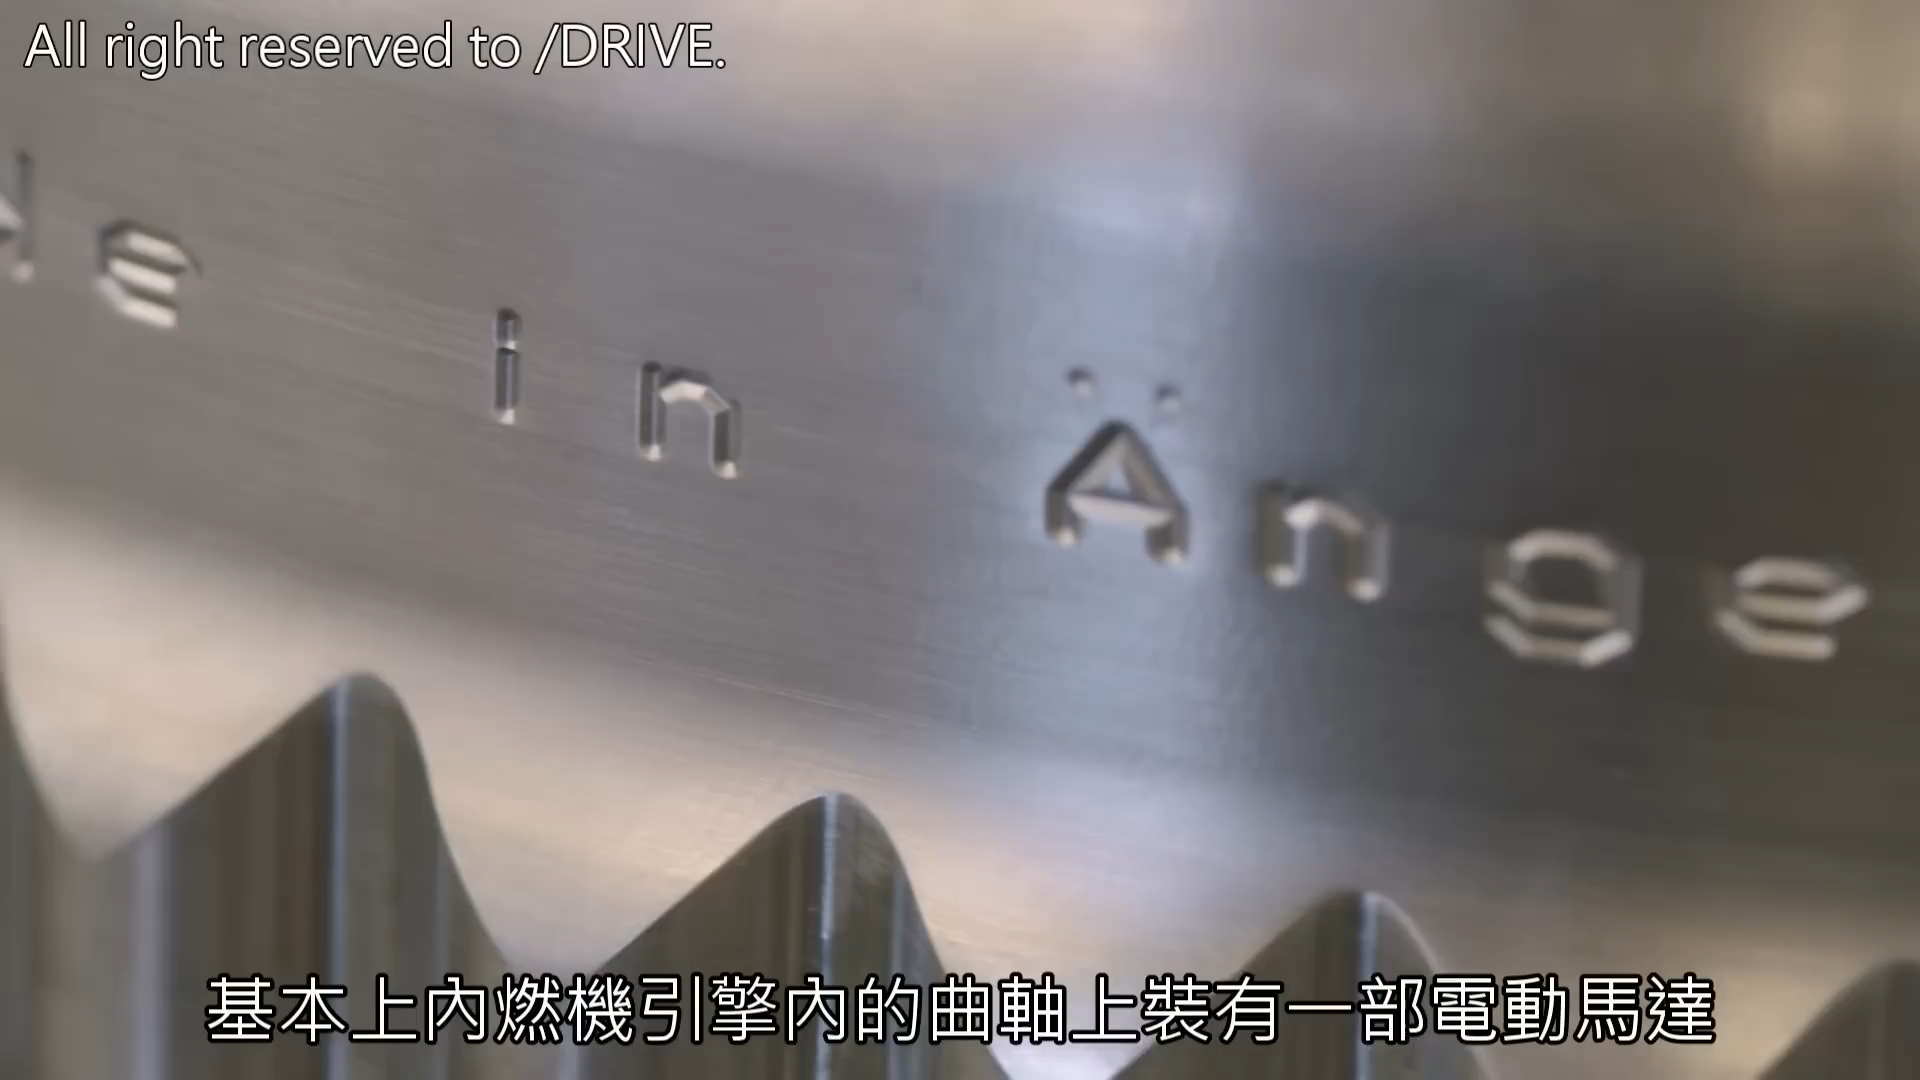 All right reserved to /DRIVE.
de in Änge
基本上內燃機引擎內的曲軸上裝有一部電動馬達